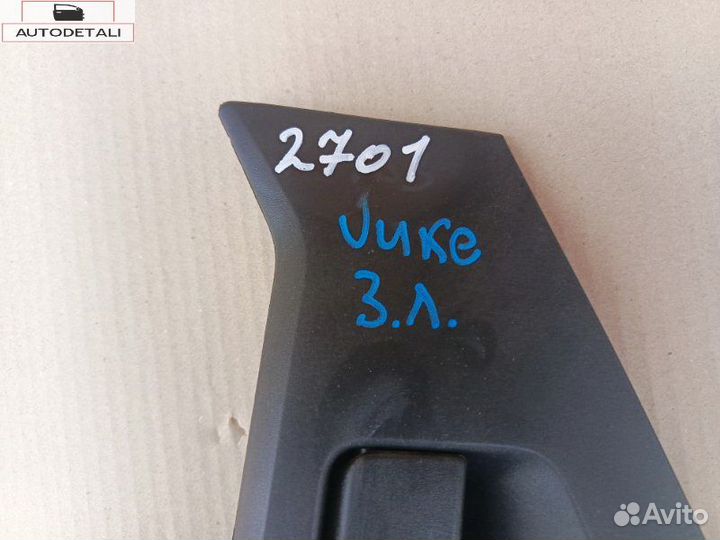 AUTODETALI
2701
Juke
З.Л.
Avito